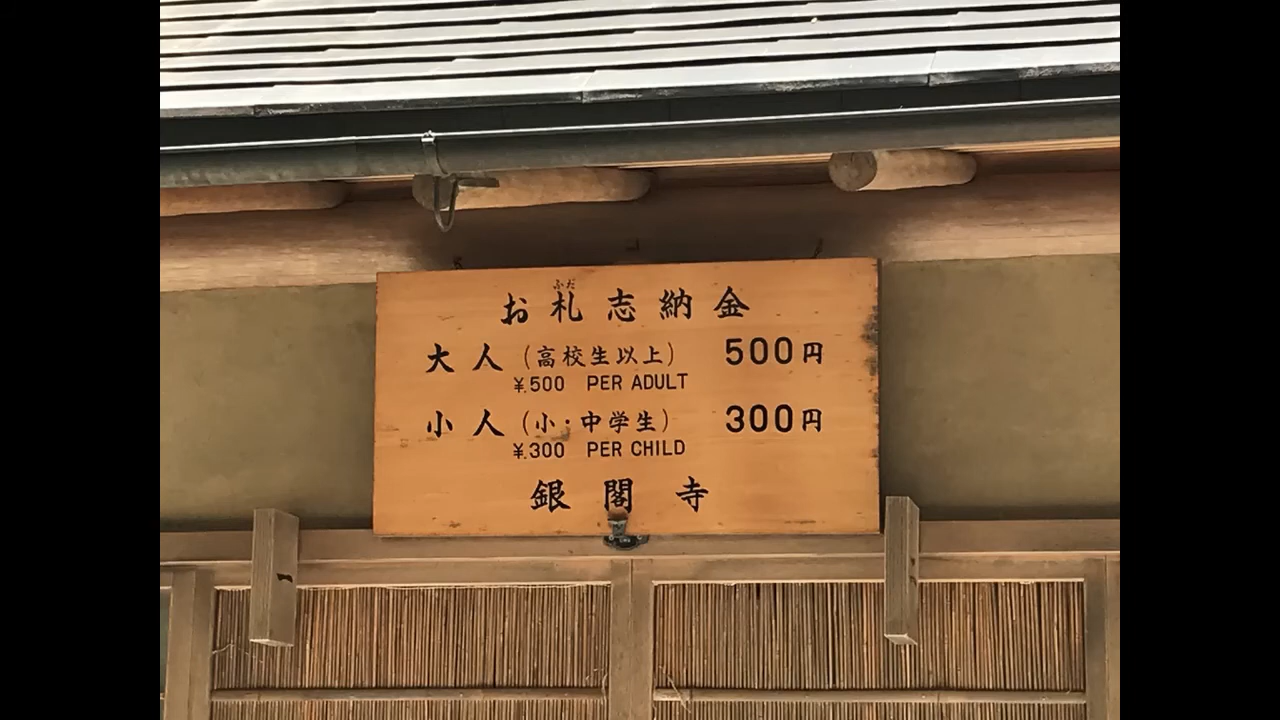 ふだ
お札志納金
大人(高校生以上) 500円
¥500 PER ADULT
小人(小・中学生) 300円
¥300 PER CHILD
銀閣寺